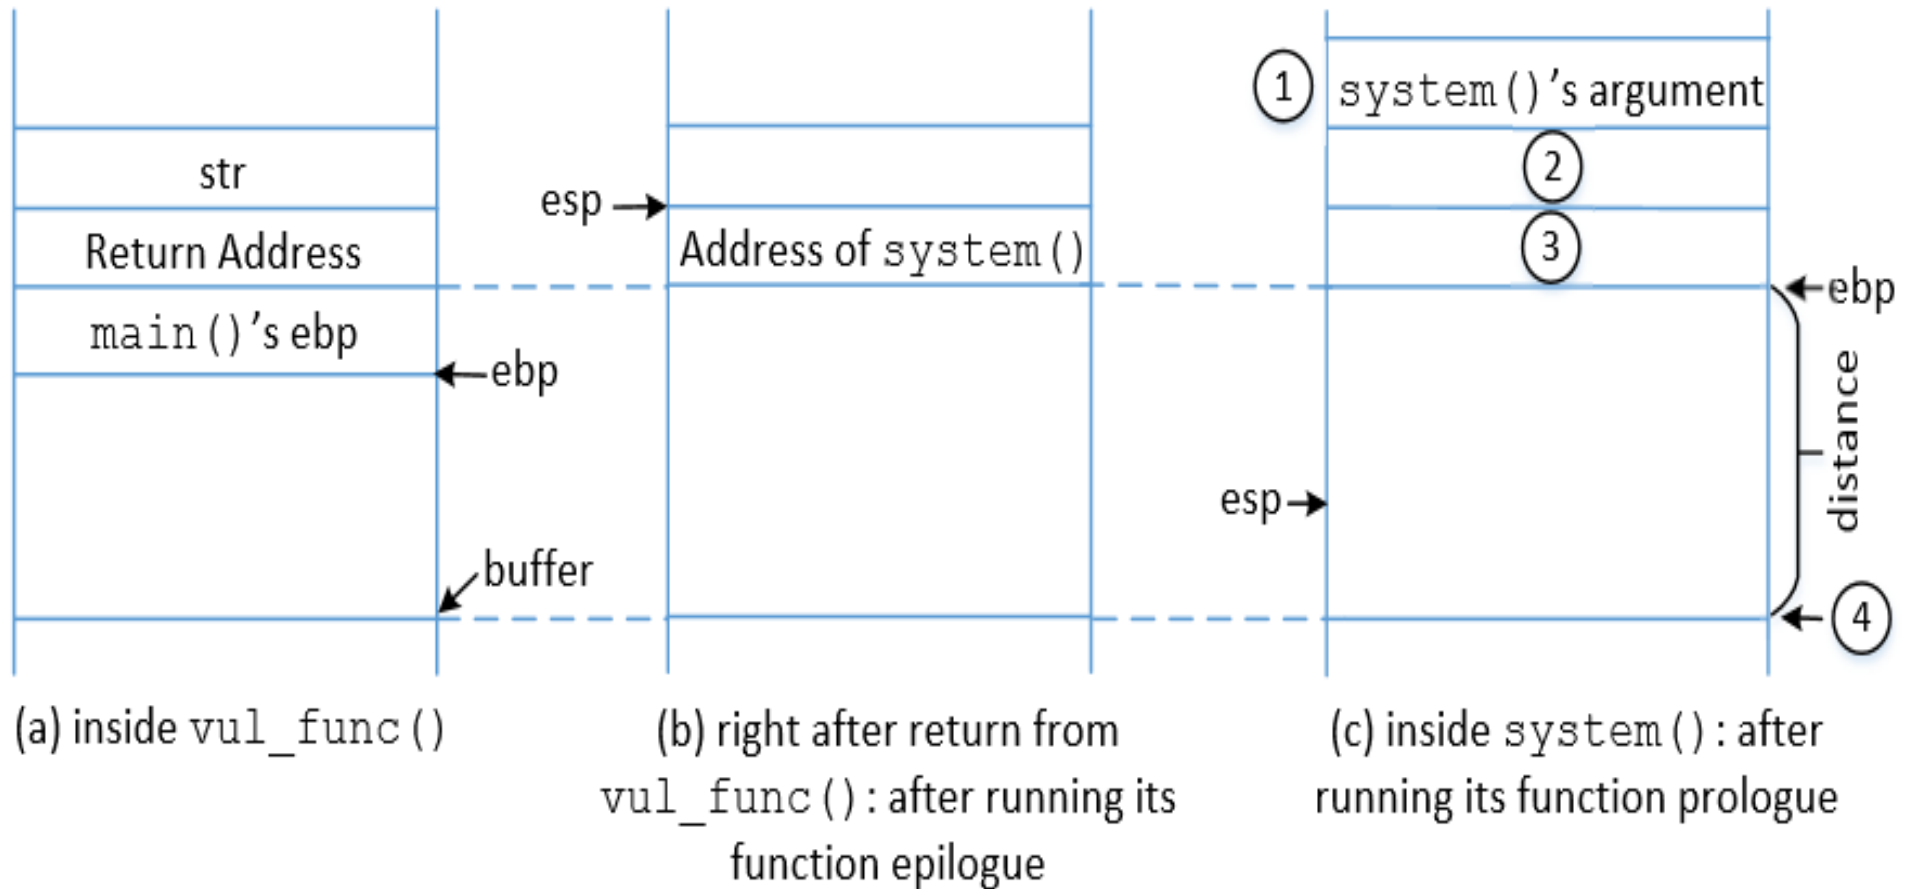 str
Return Address
main()'s ebp
ebp
buffer
(a) inside vul_func()
esp
Address of system()
(b) right after return from
vul_func(): after running its
function epilogue
1
system()'s argument
2
3
ebp
distance
esp
4
(c) inside system(): after
running its function prologue